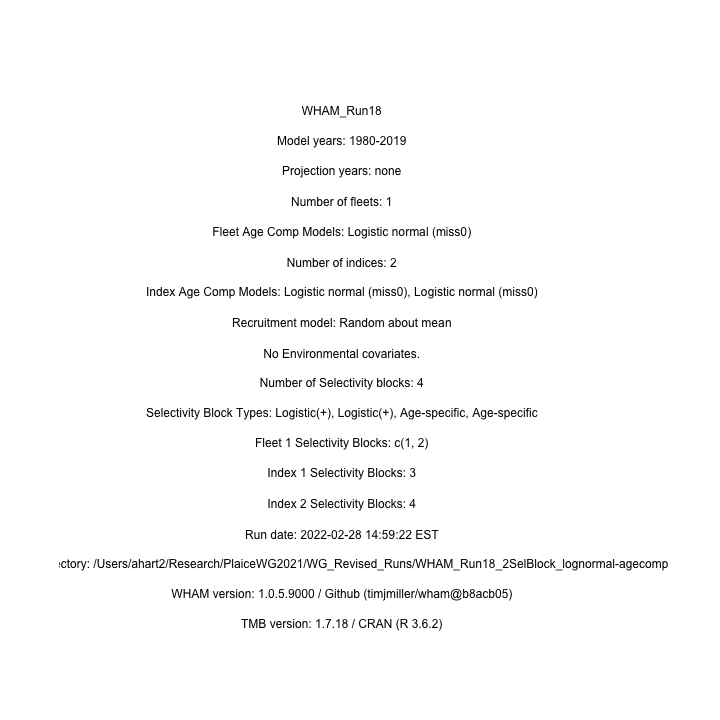 WHAM_Run18
Model years: 1980-2019
Projection years: none
Number of fleets: 1
Fleet Age Comp Models: Logistic normal (miss0)
Number of indices: 2
Index Age Comp Models: Logistic normal (miss0), Logistic normal (miss0)
Recruitment model: Random about mean
No Environmental covariates.
Number of Selectivity blocks: 4
Selectivity Block Types: Logistic(+), Logistic(+), Age-specific, Age-specific
Fleet 1 Selectivity Blocks: c(1, 2)
Index 1 Selectivity Blocks: 3
Index 2 Selectivity Blocks: 4
Run date: 2022-02-28 14:59:22 EST
ectory: /Users/ahart2/Research/PlaiceWG2021/WG_Revised_Runs/WHAM_Run18_2SelBlock_lognormal-agecomp
WHAM version: 1.0.5.9000 / Github (timjmiller/wham@b8acb05)
TMB version: 1.7.18 / CRAN (R 3.6.2)